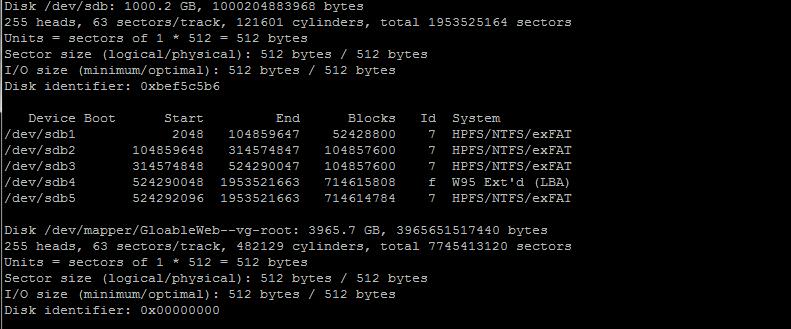 Disk /dev/sdb: 1000.2 GB, 1000204883968 bytes
255 heads, 63 sectors/track, 121601 cylinders, total 1953525164 sectors
Units = sectors of 1 * 512 = 512 bytes
Sector size (logical/physical): 512 bytes / 512 bytes
I/O size (minimum/optimal): 512 bytes / 512 bytes
Disk identifier: 0xbef5c5b6
Device Boot Start End Blocks Id System
/dev/sdb1 2048 104859647 52428800 7 HPFS/NTFS/exFAT
/dev/sdb2 104859648 314574847 104857600 7 HPFS/NTFS/exFAT
/dev/sdb3 314574848 524290047 104857600 7 HPFS/NTFS/exFAT
/dev/sdb4 524290048 1953521663 714615808 f W95 Ext'd (LBA)
/dev/sdb5 524292096 1953521663 714614784 7 HPFS/NTFS/exFAT
Disk /dev/mapper/GloableWeb--vg-root: 3965.7 GB, 3965651517440 bytes
255 heads, 63 sectors/track, 482129 cylinders, total 7745413120 sectors
Units = sectors of 1 * 512 = 512 bytes
Sector size (logical/physical): 512 bytes / 512 bytes
I/O size (minimum/optimal): 512 bytes / 512 bytes
Disk identifier: 0x00000000